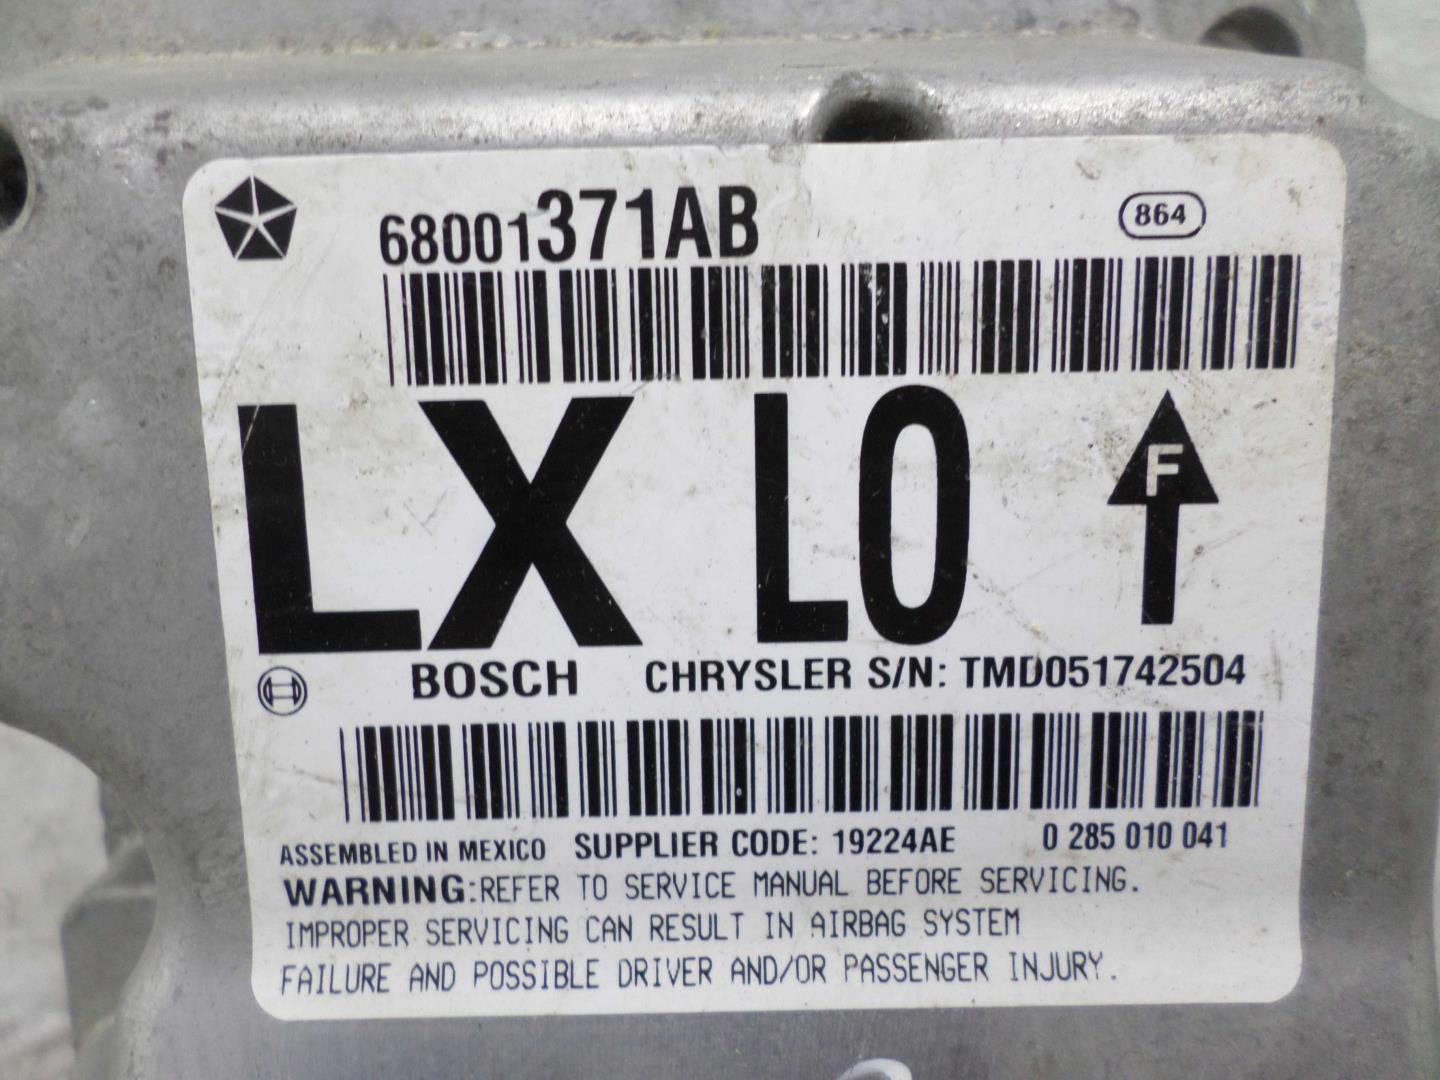 68001371AB 864
LX LO F
BOSCH CHRYSLER S/N: TMD051742504
ASSEMBLED IN MEXICO SUPPLIER CODE: 19224AE 0 285 010 041
WARNING:REFER TO SERVICE MANUAL BEFORE SERVICING.
IMPROPER SERVICING CAN RESULT IN AIRBAG SYSTEM
FAILURE AND POSSIBLE DRIVER AND/OR PASSENGER INJURY.